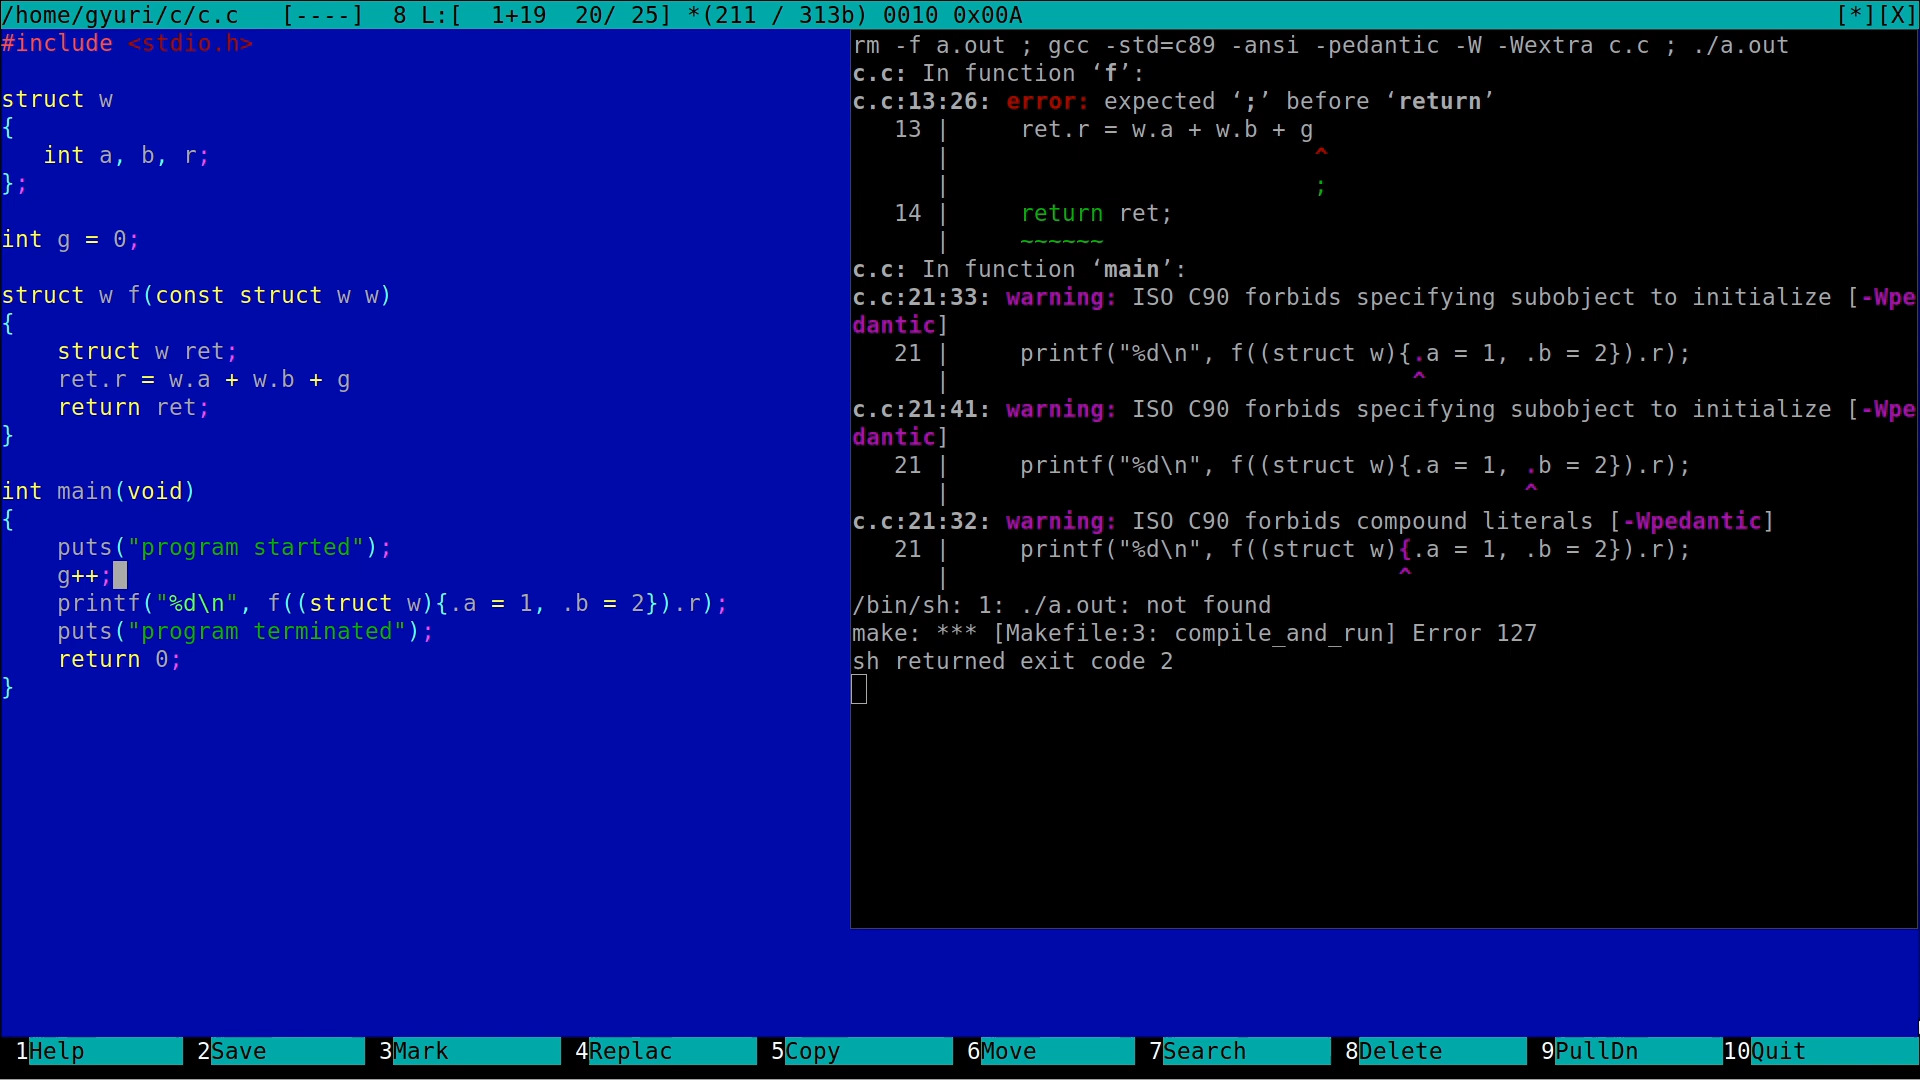 /home/gyuri/c/c.c   [----]  8 L:[  1+19  20/ 25] *(211 / 313b) 0010 0x00A   [*][X]
#include <stdio.h>
struct w
{
   int a, b, r;
};
int g = 0;
struct w f(const struct w w)
{
    struct w ret;
    ret.r = w.a + w.b + g
    return ret;
}
int main(void)
{
    puts("program started");
    g++;
    printf("%d\n", f((struct w){.a = 1, .b = 2}).r);
    puts("program terminated");
    return 0;
}
rm -f a.out ; gcc -std=c89 -ansi -pedantic -W -Wextra c.c ; ./a.out
c.c: In function ‘f’:
c.c:13:26: error: expected ‘;’ before ‘return’
   13 |     ret.r = w.a + w.b + g
      |                          ^
      |                          ;
   14 |     return ret;
      |     ~~~~~~
c.c: In function ‘main’:
c.c:21:33: warning: ISO C90 forbids specifying subobject to initialize [-Wpe
dantic]
   21 |     printf("%d\n", f((struct w){.a = 1, .b = 2}).r);
      |                                 ^
c.c:21:41: warning: ISO C90 forbids specifying subobject to initialize [-Wpe
dantic]
   21 |     printf("%d\n", f((struct w){.a = 1, .b = 2}).r);
      |                                         ^
c.c:21:32: warning: ISO C90 forbids compound literals [-Wpedantic]
   21 |     printf("%d\n", f((struct w){.a = 1, .b = 2}).r);
      |                                ^
/bin/sh: 1: ./a.out: not found
make: *** [Makefile:3: compile_and_run] Error 127
sh returned exit code 2
1Help 2Save 3Mark 4Replac 5Copy 6Move 7Search 8Delete 9PullDn 10Quit